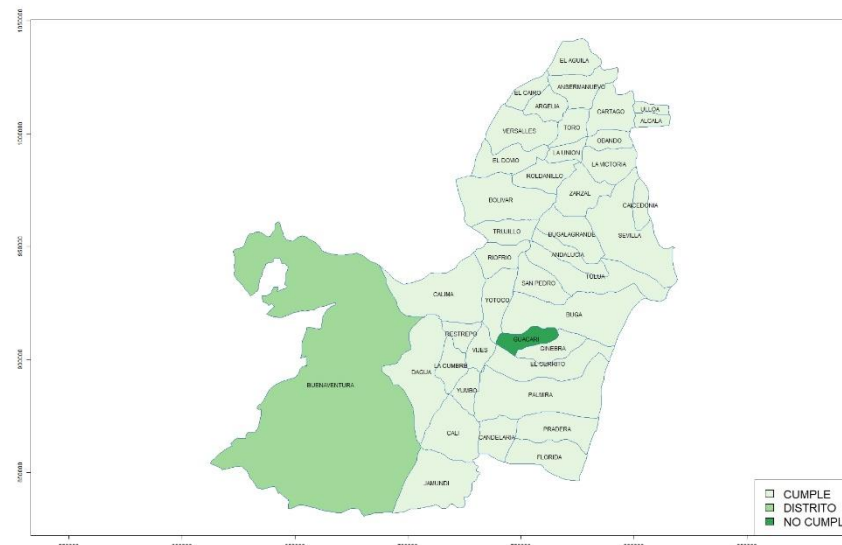 EL AGUILA
ANSERMANUEVO
EL CAIRO
ARGELIA
CARTAGO
ULLOA
ALCALA
VERSALLES
TORO
OBANDO
LA UNION
EL DOVIO
LA VICTORIA
ROLDANILLO
ZARZAL
BOLIVAR
CAICEDONIA
TRUJILLO
BUGALAGRANDE
SEVILLA
ANDALUCIA
RIOFRIO
TULUA
SAN PEDRO
CALIMA
YOTOCO
BUGA
RESTREPO
GUACARI
VIJES
GINEBRA
EL CERRITO
DAGUA
LA CUMBRE
BUENAVENTURA
YUMBO
PALMIRA
CALI
CANDELARIA
PRADERA
FLORIDA
JAMUNDI
CUMPLE
DISTRITO
NO CUMPL